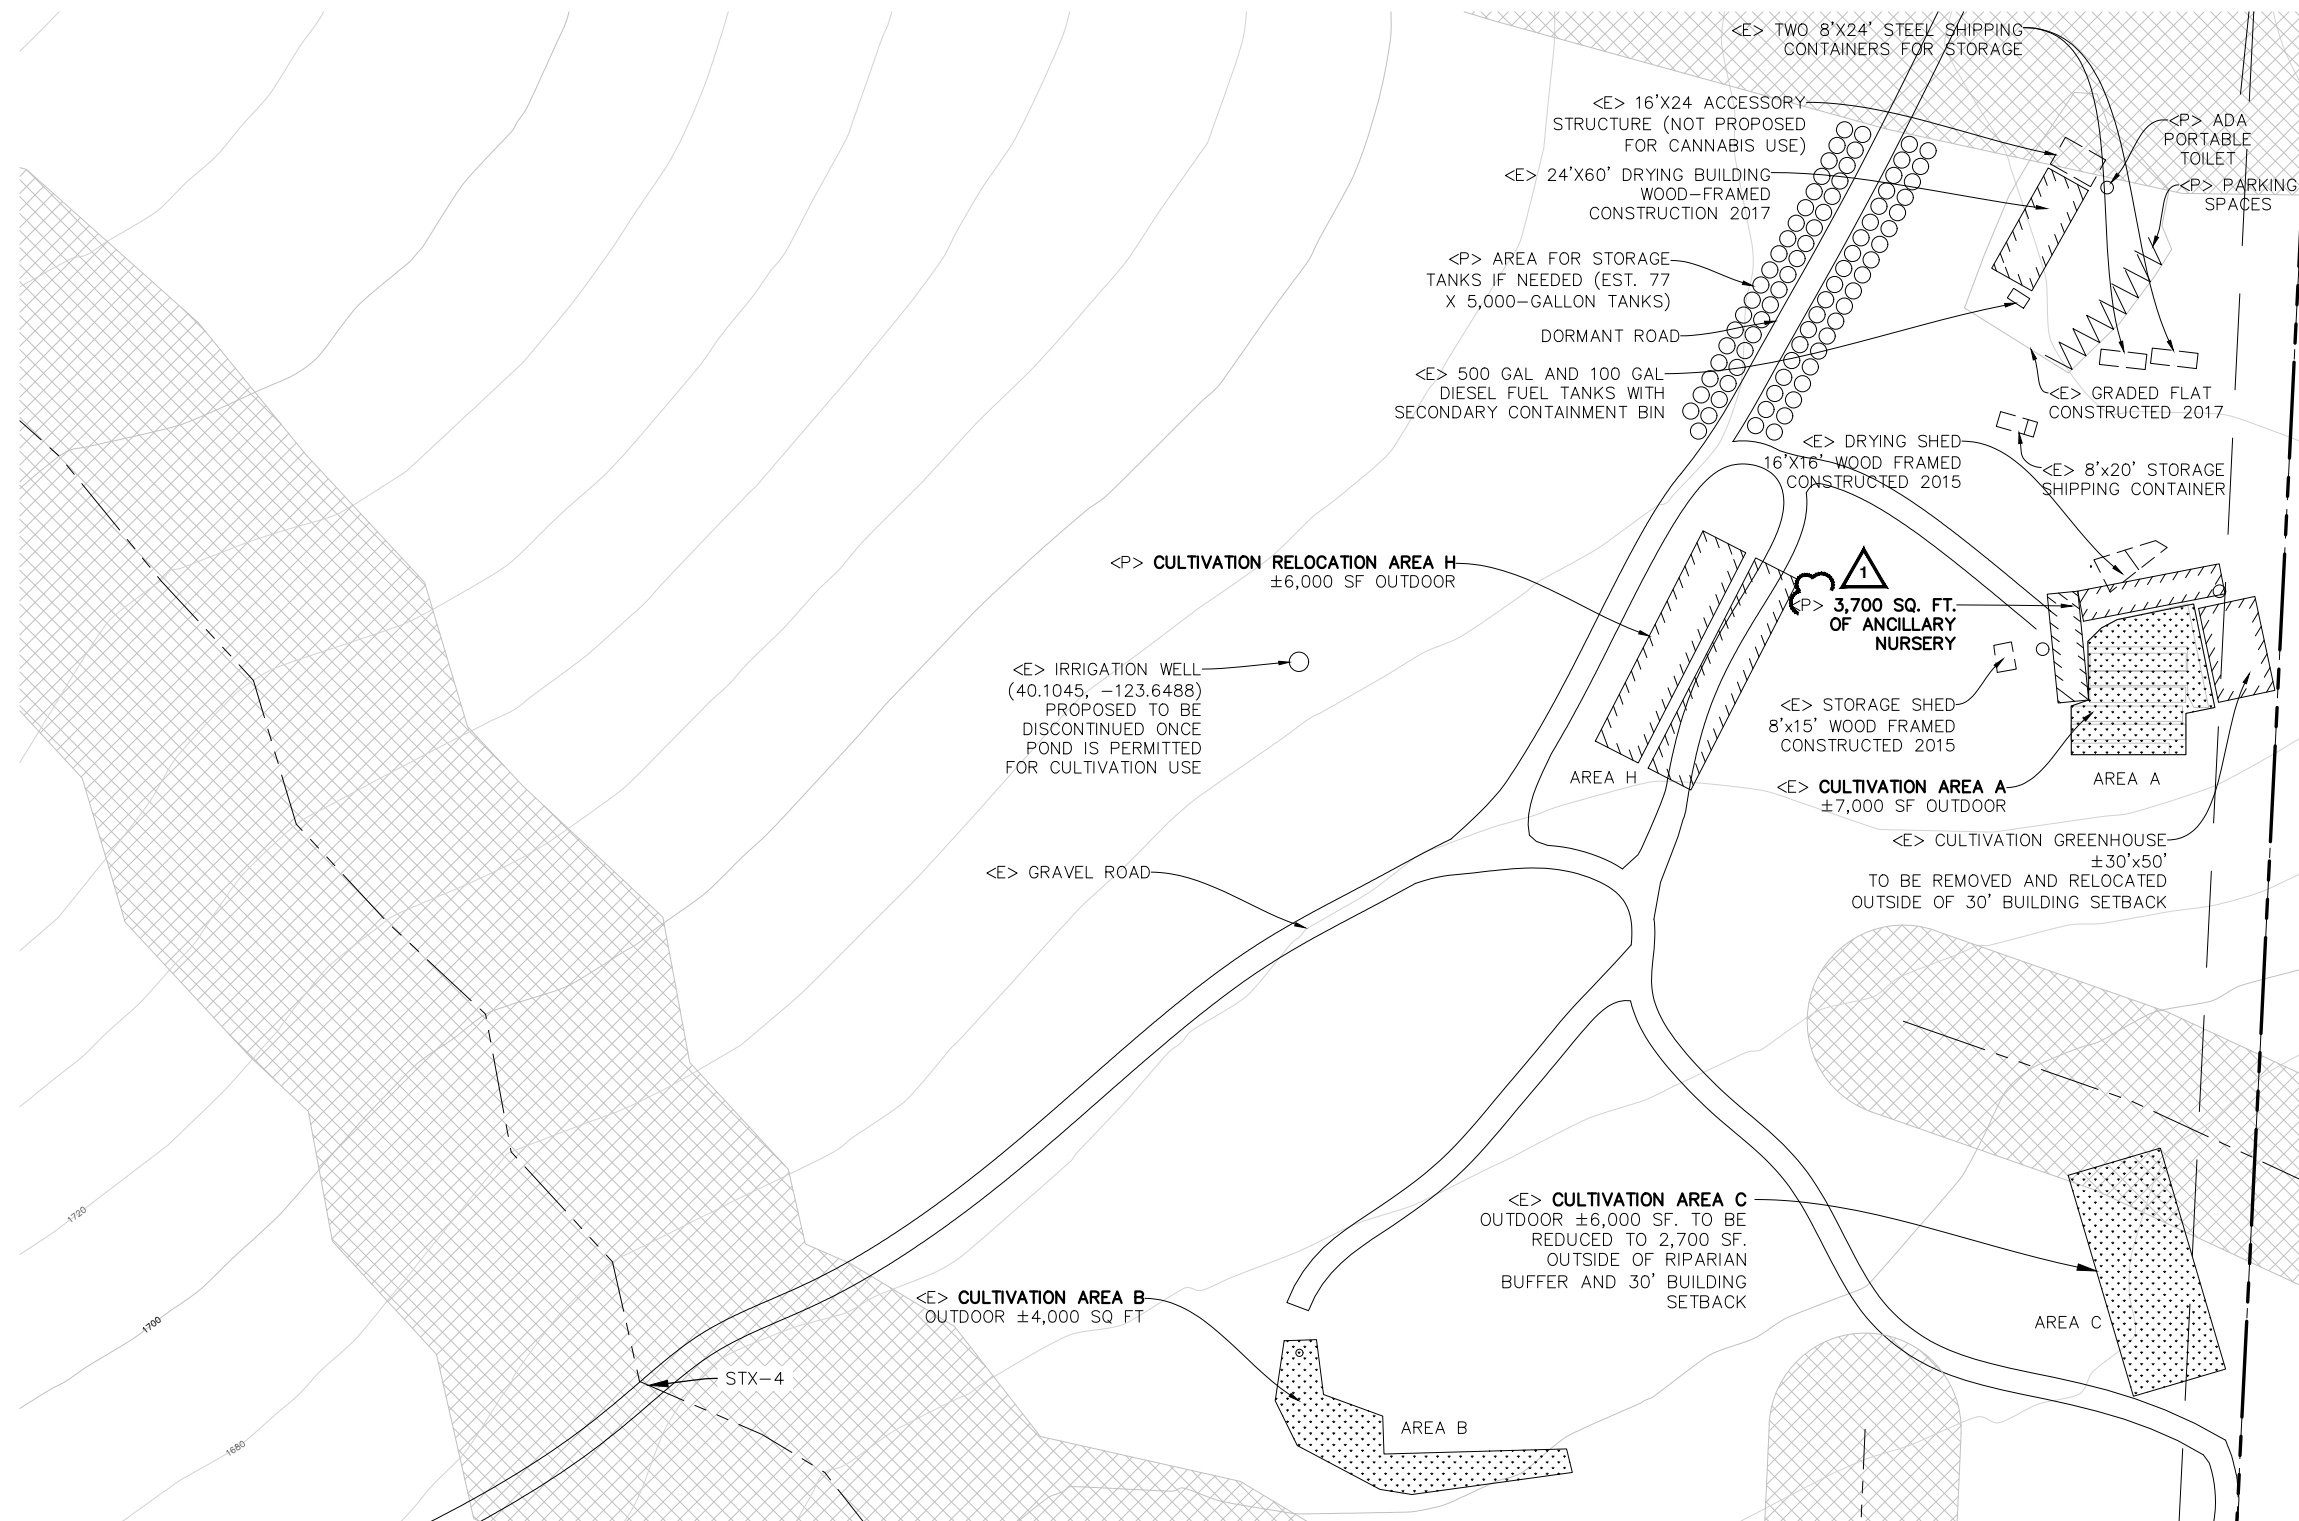 <E> TWO 8'X24' STEEL SHIPPING
CONTAINERS FOR STORAGE
<E> 16'X24 ACCESSORY
STRUCTURE (NOT PROPOSED
FOR CANNABIS USE)
<P> ADA
PORTABLE
TOILET
<E> 24'X60' DRYING BUILDING
WOOD-FRAMED
CONSTRUCTION 2017
<P> PARKING
SPACES
<P> AREA FOR STORAGE
TANKS IF NEEDED (EST. 77
X 5,000-GALLON TANKS)
DORMANT ROAD
<E> 500 GAL AND 100 GAL
DIESEL FUEL TANKS WITH
SECONDARY CONTAINMENT BIN
<E> GRADED FLAT
CONSTRUCTED 2017
<E> DRYING SHED
16'X16' WOOD FRAMED
CONSTRUCTED 2015
<E> 8'x20' STORAGE
SHIPPING CONTAINER
<P> CULTIVATION RELOCATION AREA H
±6,000 SF OUTDOOR
1
<P> 3,700 SQ. FT.
OF ANCILLARY
NURSERY
<E> IRRIGATION WELL
(40.1045, -123.6488)
PROPOSED TO BE
DISCONTINUED ONCE
POND IS PERMITTED
FOR CULTIVATION USE
<E> STORAGE SHED
8'x15' WOOD FRAMED
CONSTRUCTED 2015
AREA H
AREA A
<E> CULTIVATION AREA A
±7,000 SF OUTDOOR
<E> CULTIVATION GREENHOUSE
±30'x50'
TO BE REMOVED AND RELOCATED
OUTSIDE OF 30' BUILDING SETBACK
<E> GRAVEL ROAD
<E> CULTIVATION AREA C
OUTDOOR ±6,000 SF. TO BE
REDUCED TO 2,700 SF.
OUTSIDE OF RIPARIAN
BUFFER AND 30' BUILDING
SETBACK
1720
<E> CULTIVATION AREA B
OUTDOOR ±4,000 SQ FT
AREA C
1700
STX-4
AREA B
1680